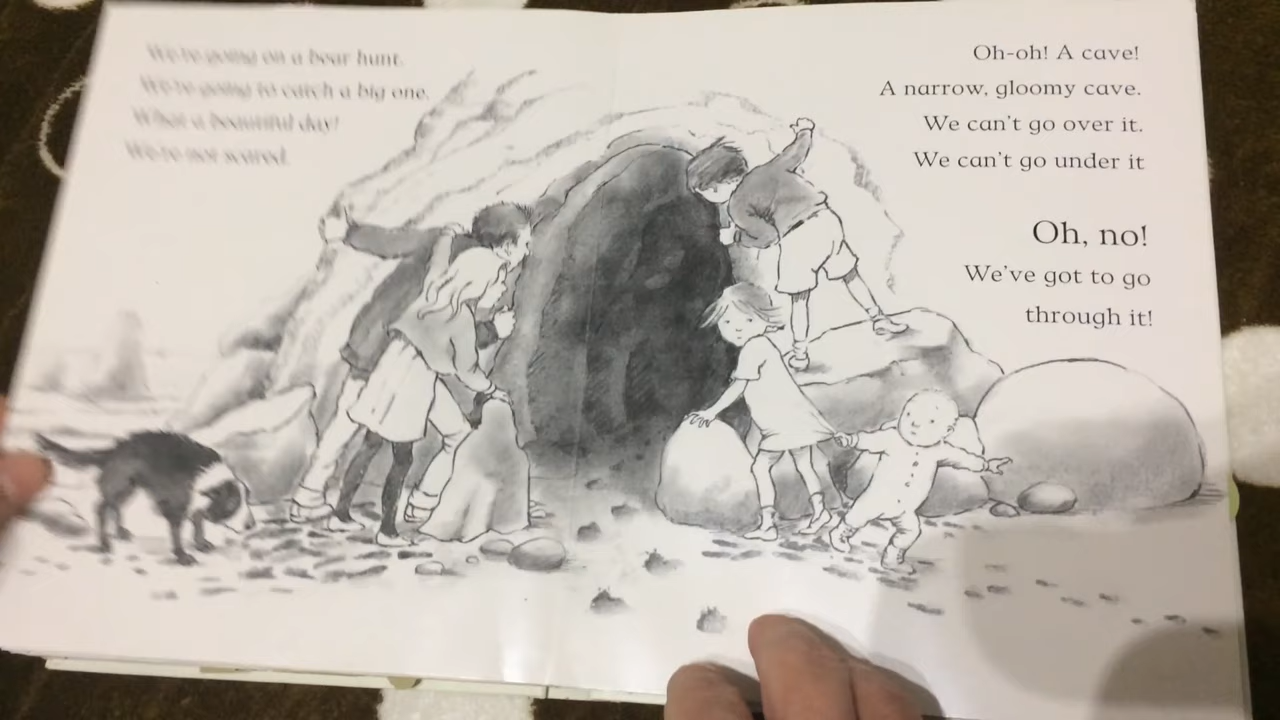 We're going on a bear hunt.
We're going to catch a big one.
What a beautiful day!
We're not scared.
Oh-oh! A cave!
A narrow, gloomy cave.
We can't go over it.
We can't go under it
Oh, no!
We've got to go
through it!